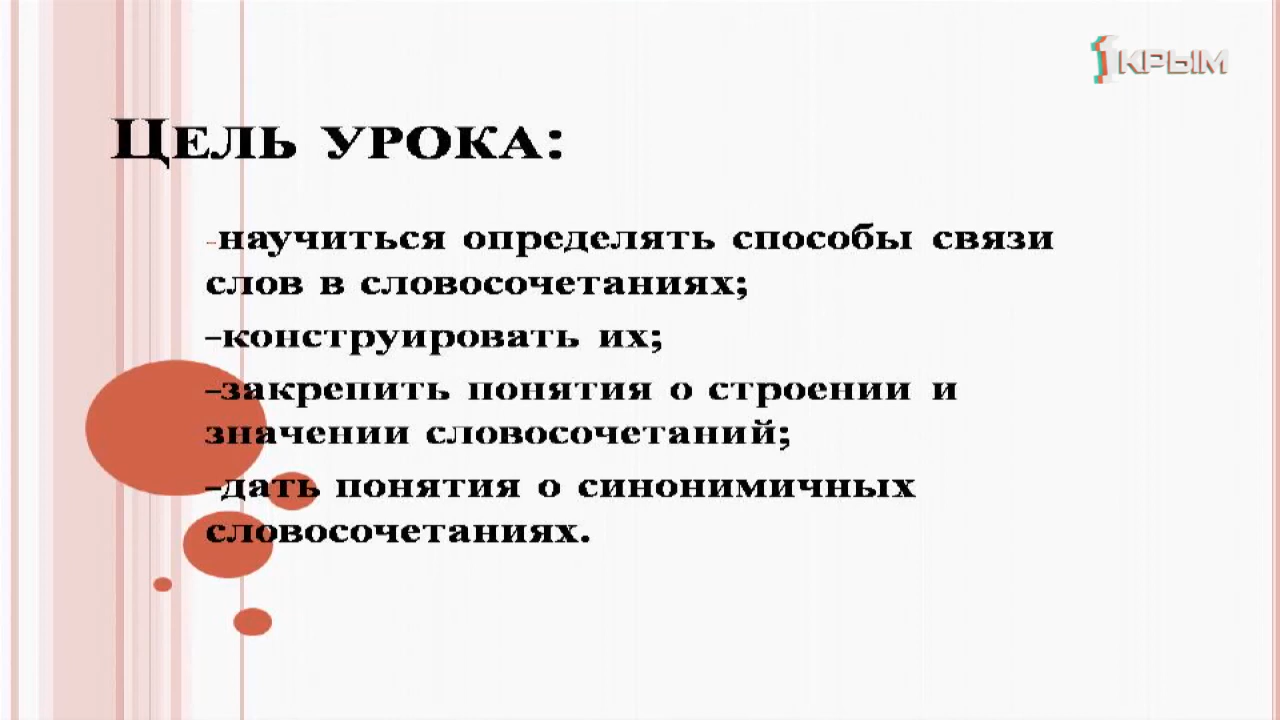 1КРЫМ
Цель урока:
-научиться определять способы связи
слов в словосочетаниях;
-конструировать их;
-закрепить понятия о строении и
значении словосочетаний;
-дать понятия о синонимичных
словосочетаниях.